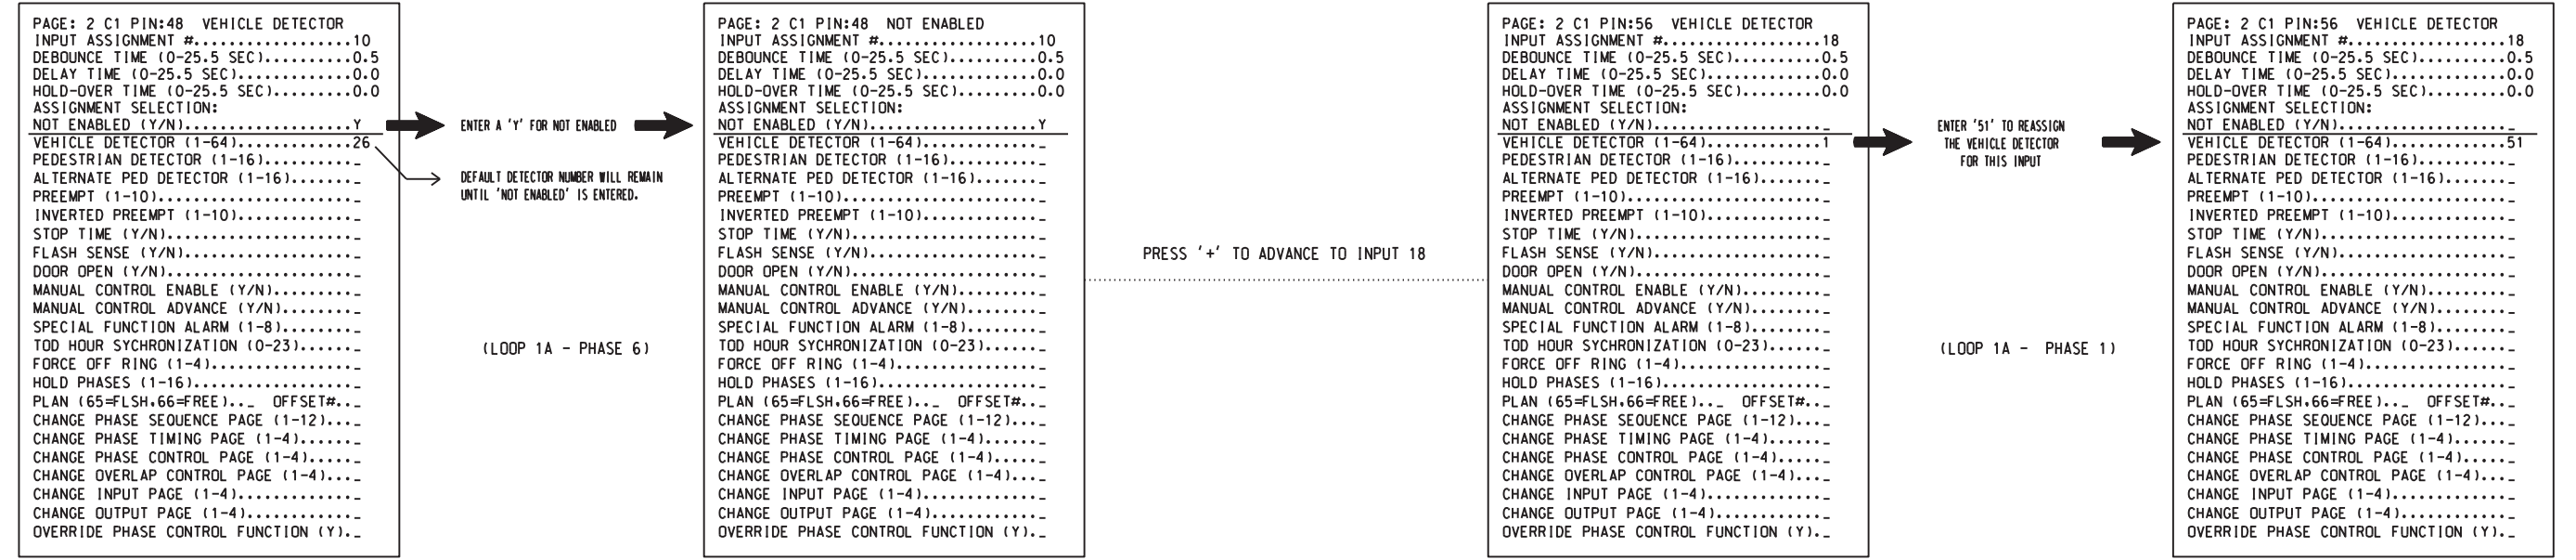 PAGE: 2 C1 PIN:48 VEHICLE DETECTOR
INPUT ASSIGNMENT #..................10
DEBOUNCE TIME (0-25.5 SEC)..........0.5
DELAY TIME (0-25.5 SEC).............0.0
HOLD-OVER TIME (0-25.5 SEC).........0.0
ASSIGNMENT SELECTION:
NOT ENABLED (Y/N)....................Y
VEHICLE DETECTOR (1-64)..............26
PEDESTRIAN DETECTOR (1-16)..........._
ALTERNATE PED DETECTOR (1-16)........_
PREEMPT (1-10)......................._
INVERTED PREEMPT (1-10).............._
STOP TIME (Y/N)......................_
FLASH SENSE (Y/N)...................._
DOOR OPEN (Y/N)......................_
MANUAL CONTROL ENABLE (Y/N).........._
MANUAL CONTROL ADVANCE (Y/N)........._
SPECIAL FUNCTION ALARM (1-8)........._
TOD HOUR SYCHRONIZATION (0-23)......._
FORCE OFF RING (1-4)................._
HOLD PHASES (1-16)..................._
PLAN (65=FLSH,66=FREE).._ OFFSET#.._
CHANGE PHASE SEQUENCE PAGE (1-12)...._
CHANGE PHASE TIMING PAGE (1-4)......._
CHANGE PHASE CONTROL PAGE (1-4)......_
CHANGE OVERLAP CONTROL PAGE (1-4)...._
CHANGE INPUT PAGE (1-4).............._
CHANGE OUTPUT PAGE (1-4)............._
OVERRIDE PHASE CONTROL FUNCTION (Y)._
ENTER A 'Y' FOR NOT ENABLED
DEFAULT DETECTOR NUMBER WILL REMAIN
UNTIL 'NOT ENABLED' IS ENTERED.
(LOOP 1A - PHASE 6)
PAGE: 2 C1 PIN:48 NOT ENABLED
INPUT ASSIGNMENT #..................10
DEBOUNCE TIME (0-25.5 SEC)..........0.5
DELAY TIME (0-25.5 SEC).............0.0
HOLD-OVER TIME (0-25.5 SEC).........0.0
ASSIGNMENT SELECTION:
NOT ENABLED (Y/N)....................Y
VEHICLE DETECTOR (1-64).............._
PEDESTRIAN DETECTOR (1-16)..........._
ALTERNATE PED DETECTOR (1-16)........_
PREEMPT (1-10)......................._
INVERTED PREEMPT (1-10).............._
STOP TIME (Y/N)......................_
FLASH SENSE (Y/N)...................._
DOOR OPEN (Y/N)......................_
MANUAL CONTROL ENABLE (Y/N).........._
MANUAL CONTROL ADVANCE (Y/N)........._
SPECIAL FUNCTION ALARM (1-8)........._
TOD HOUR SYCHRONIZATION (0-23)......._
FORCE OFF RING (1-4)................._
HOLD PHASES (1-16)..................._
PLAN (65=FLSH,66=FREE).._ OFFSET#.._
CHANGE PHASE SEQUENCE PAGE (1-12)...._
CHANGE PHASE TIMING PAGE (1-4)......._
CHANGE PHASE CONTROL PAGE (1-4)......_
CHANGE OVERLAP CONTROL PAGE (1-4)...._
CHANGE INPUT PAGE (1-4).............._
CHANGE OUTPUT PAGE (1-4)............._
OVERRIDE PHASE CONTROL FUNCTION (Y)._
PRESS '+' TO ADVANCE TO INPUT 18
PAGE: 2 C1 PIN:56 VEHICLE DETECTOR
INPUT ASSIGNMENT #..................18
DEBOUNCE TIME (0-25.5 SEC)..........0.5
DELAY TIME (0-25.5 SEC).............0.0
HOLD-OVER TIME (0-25.5 SEC).........0.0
ASSIGNMENT SELECTION:
NOT ENABLED (Y/N)...................._
VEHICLE DETECTOR (1-64)..............1
PEDESTRIAN DETECTOR (1-16)..........._
ALTERNATE PED DETECTOR (1-16)........_
PREEMPT (1-10)......................._
INVERTED PREEMPT (1-10).............._
STOP TIME (Y/N)......................_
FLASH SENSE (Y/N)...................._
DOOR OPEN (Y/N)......................_
MANUAL CONTROL ENABLE (Y/N).........._
MANUAL CONTROL ADVANCE (Y/N)........._
SPECIAL FUNCTION ALARM (1-8)........._
TOD HOUR SYCHRONIZATION (0-23)......._
FORCE OFF RING (1-4)................._
HOLD PHASES (1-16)..................._
PLAN (65=FLSH,66=FREE).._ OFFSET#.._
CHANGE PHASE SEQUENCE PAGE (1-12)...._
CHANGE PHASE TIMING PAGE (1-4)......._
CHANGE PHASE CONTROL PAGE (1-4)......_
CHANGE OVERLAP CONTROL PAGE (1-4)...._
CHANGE INPUT PAGE (1-4).............._
CHANGE OUTPUT PAGE (1-4)............._
OVERRIDE PHASE CONTROL FUNCTION (Y)._
ENTER '51' TO REASSIGN
THE VEHICLE DETECTOR
FOR THIS INPUT
(LOOP 1A - PHASE 1)
PAGE: 2 C1 PIN:56 VEHICLE DETECTOR
INPUT ASSIGNMENT #..................18
DEBOUNCE TIME (0-25.5 SEC)..........0.5
DELAY TIME (0-25.5 SEC).............0.0
HOLD-OVER TIME (0-25.5 SEC).........0.0
ASSIGNMENT SELECTION:
NOT ENABLED (Y/N)...................._
VEHICLE DETECTOR (1-64)..............51
PEDESTRIAN DETECTOR (1-16)..........._
ALTERNATE PED DETECTOR (1-16)........_
PREEMPT (1-10)......................._
INVERTED PREEMPT (1-10).............._
STOP TIME (Y/N)......................_
FLASH SENSE (Y/N)...................._
DOOR OPEN (Y/N)......................_
MANUAL CONTROL ENABLE (Y/N).........._
MANUAL CONTROL ADVANCE (Y/N)........._
SPECIAL FUNCTION ALARM (1-8)........._
TOD HOUR SYCHRONIZATION (0-23)......._
FORCE OFF RING (1-4)................._
HOLD PHASES (1-16)..................._
PLAN (65=FLSH,66=FREE).._ OFFSET#.._
CHANGE PHASE SEQUENCE PAGE (1-12)...._
CHANGE PHASE TIMING PAGE (1-4)......._
CHANGE PHASE CONTROL PAGE (1-4)......_
CHANGE OVERLAP CONTROL PAGE (1-4)...._
CHANGE INPUT PAGE (1-4).............._
CHANGE OUTPUT PAGE (1-4)............._
OVERRIDE PHASE CONTROL FUNCTION (Y)._